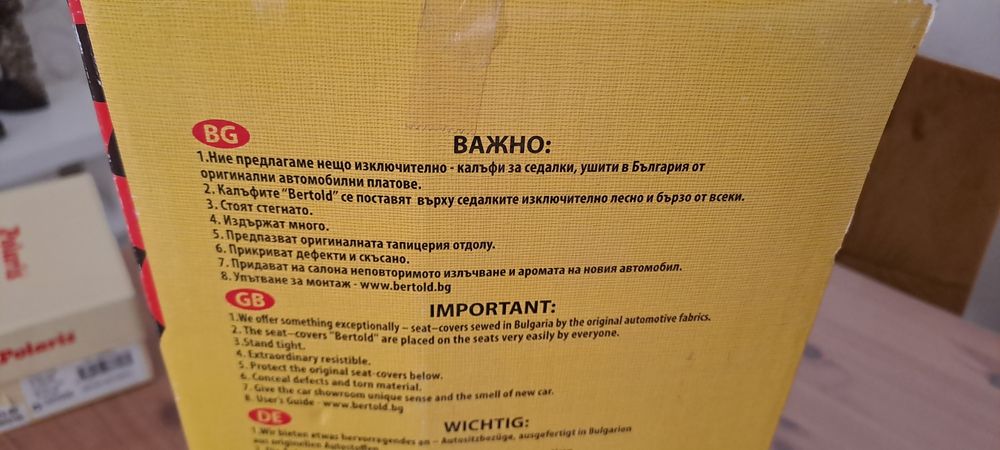 BG
ВАЖНО:
1.Ние предлагаме нещо изключително - калъфи за седалки, ушити в България от
оригинални автомобилни платове.
2. Калъфите "Bertold" се поставят върху седалките изключително лесно и бързо от всеки.
3. Стоят стегнато.
4. Издържат много.
5. Предпазват оригиналната тапицерия отдолу.
6. Прикриват дефекти и скъсано.
7. Придават на салона неповторимото излъчване и аромата на новия автомобил.
8. Упътване за монтаж - www.bertold.bg
GB
IMPORTANT:
1.We offer something exceptionally – seat–covers sewed in Bulgaria by the original automotive fabrics.
2. The seat–covers "Bertold" are placed on the seats very easily by everyone.
3.Stand tight.
4. Extraordinary resistible.
5. Protect the original seat-covers below.
6. Conceal defects and torn material.
7. Give the car showroom unique sense and the smell of new car.
8. User's Guide - www.bertold.bg
DE
WICHTIG:
1.Wir bieten etwas hervorragendes an – Autositzbezüge, ausgefertigt in Bulgarien
aus originellen Autostoffen.
Polaris
Polaris